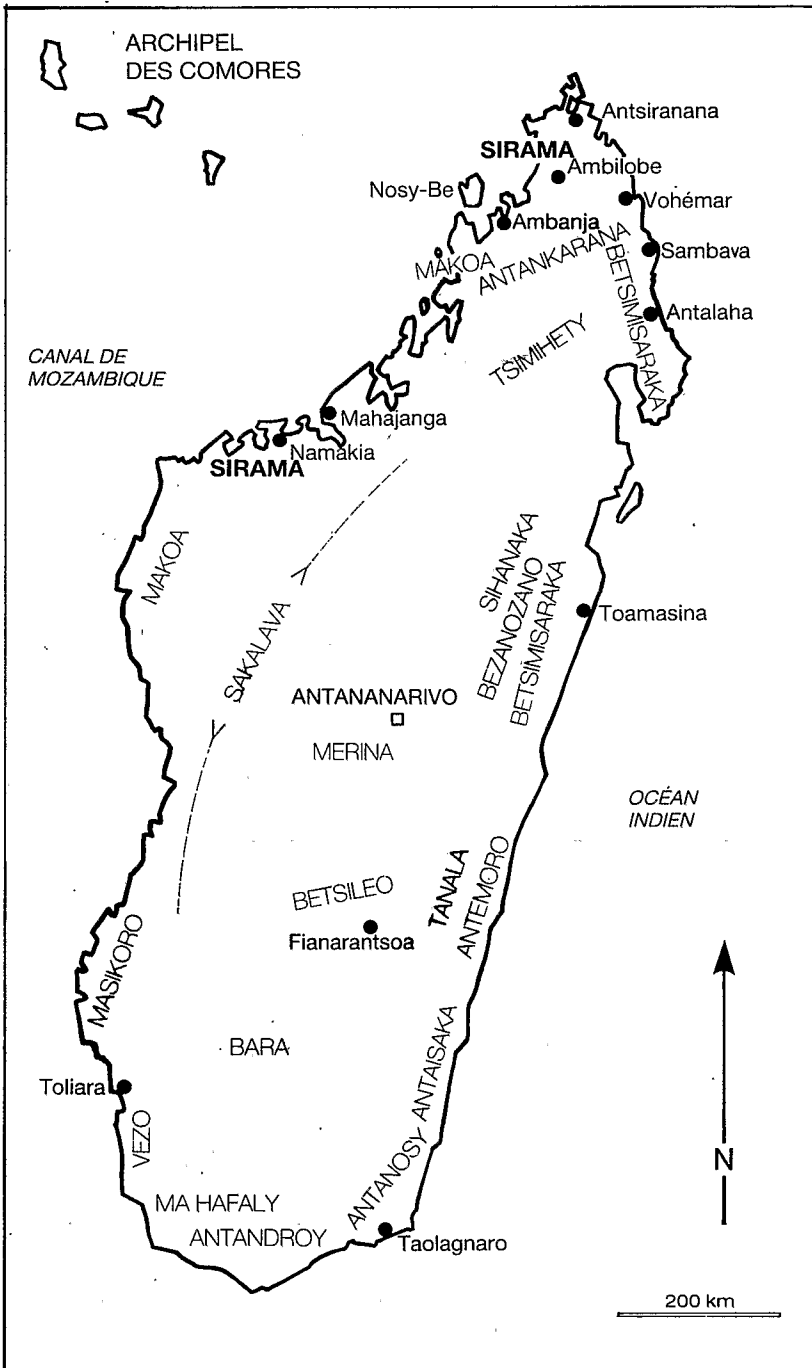 ARCHIPEL
DES COMORES
Antsiranana
SIRAMA
Ambilobe
Nosy-Be
Vohémar
Ambanja
Sambava
MAKOA
ANTANKARANA
BETSIMISARAKA
Antalaha
TSIMIHETY
CANAL DE
MOZAMBIQUE
Mahajanga
Namakia
SIRAMA
MAKOA
SIHANAKA
BEZANOZANO
BETSIMISARAKA
Toamasina
SAKALAVA
ANTANANARIVO
MERINA
OCÉAN
INDIEN
BETSILEO
TANALA
ANTEMORO
Fianarantsoa
MASIKORO
BARA
ANTAISAKA
Toliara
VEZO
N
ANTANOSY
MA HAFALY
ANTANDROY
Taolagnaro
200 km